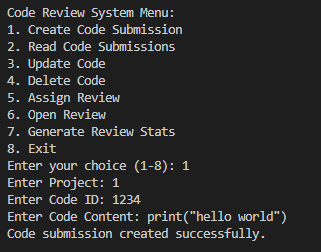 Code Review System Menu:
1. Create Code Submission
2. Read Code Submissions
3. Update Code
4. Delete Code
5. Assign Review
6. Open Review
7. Generate Review Stats
8. Exit
Enter your choice (1-8): 1
Enter Project: 1
Enter Code ID: 1234
Enter Code Content: print("hello world")
Code submission created successfully.